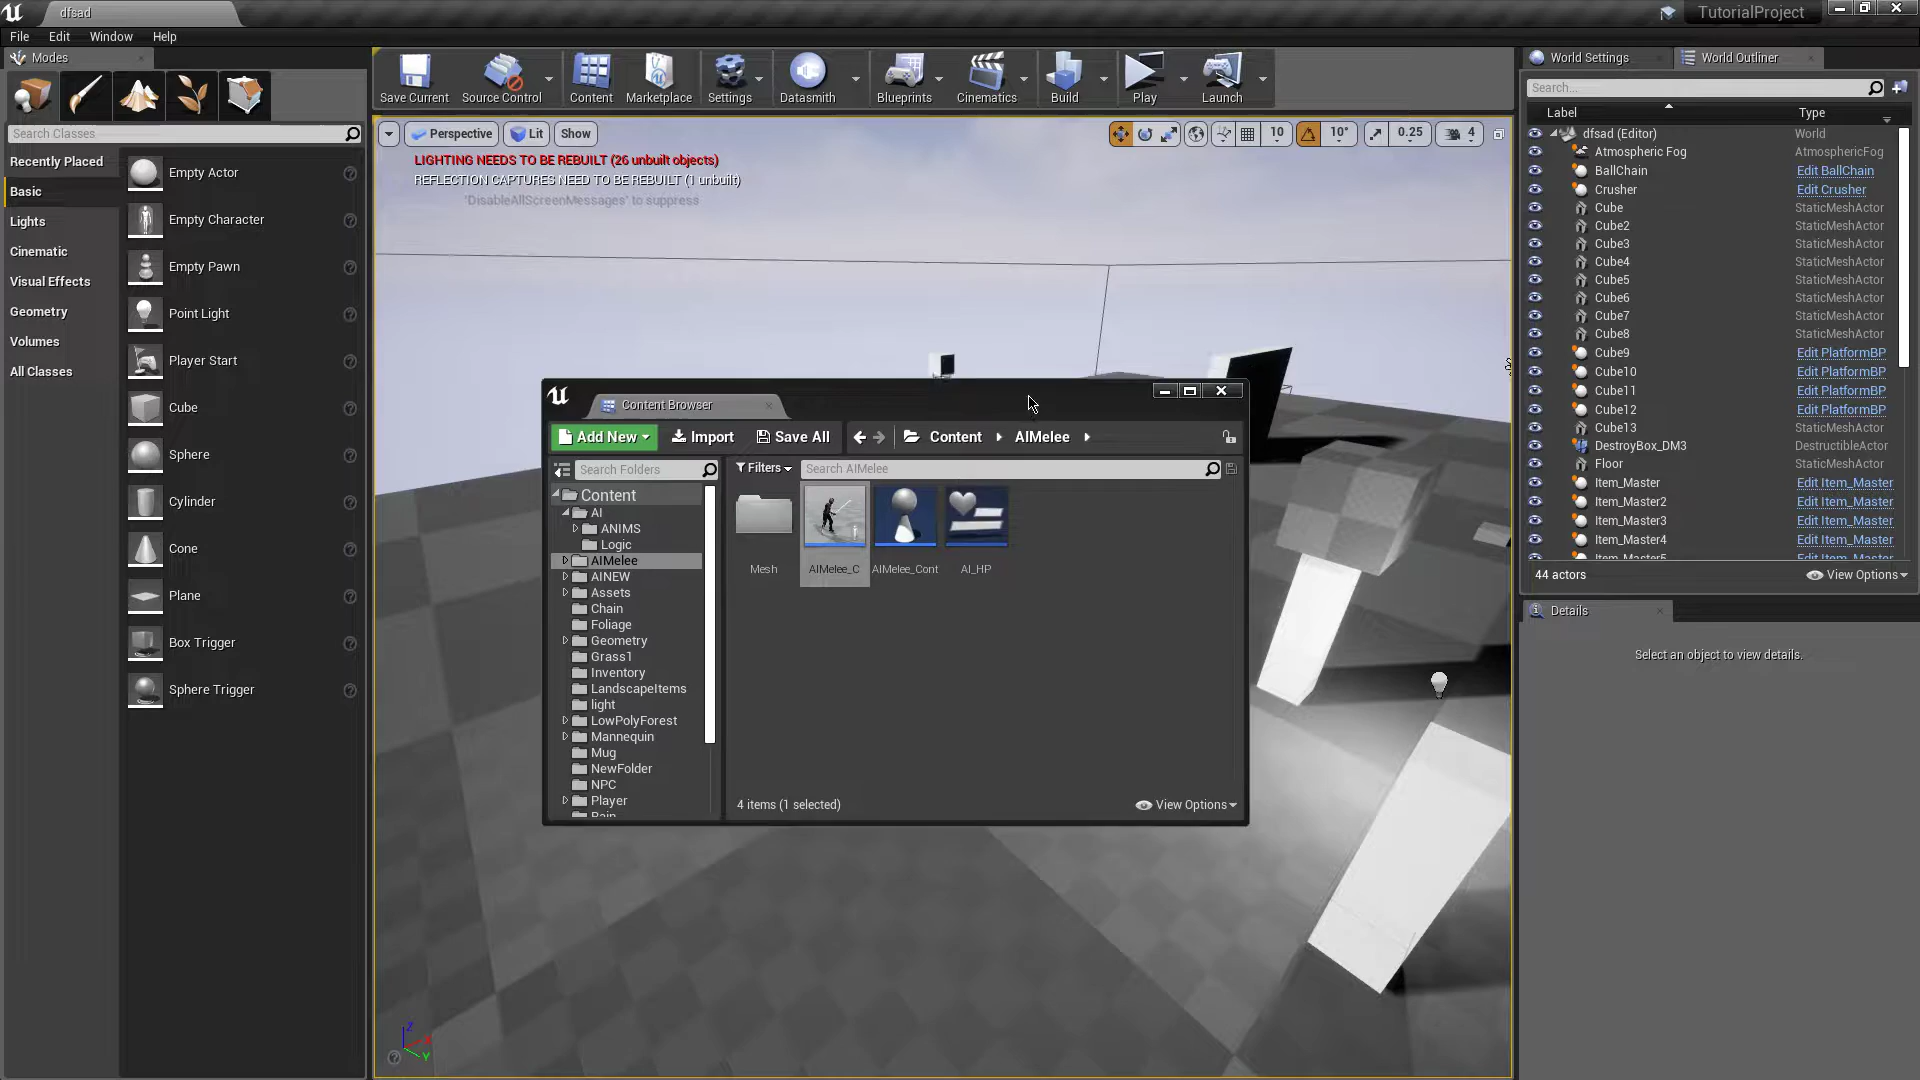 dfsad
TutorialProject
File Edit Window Help
Modes
Save Current
Source Control
Content
Marketplace
Settings
Datasmith
Blueprints
Cinematics
Build
Play
Launch
World Settings
World Outliner
Search Classes
Recently Placed
Basic
Lights
Cinematic
Visual Effects
Geometry
Volumes
All Classes
Empty Actor
Empty Character
Empty Pawn
Point Light
Player Start
Cube
Sphere
Cylinder
Cone
Plane
Box Trigger
Sphere Trigger
Perspective
Lit
Show
10
10°
0.25
4
LIGHTING NEEDS TO BE REBUILT (26 unbuilt objects)
REFLECTION CAPTURES NEED TO BE REBUILT (1 unbuilt)
'DisableAllScreenMessages' to suppress
Content Browser
Add New
Import
Save All
Content
AIMelee
Search Folders
Filters
Search AIMelee
Content
AI
ANIMS
Logic
AIMelee
AINEW
Assets
Chain
Foliage
Geometry
Grass1
Inventory
LandscapeItems
light
LowPolyForest
Mannequin
Mug
NewFolder
NPC
Player
Rain
Mesh
AIMelee_C
AIMelee_Cont
AI_HP
4 items (1 selected)
View Options
Z
X
Y
Search...
Label Type
dfsad (Editor) World
Atmospheric Fog AtmosphericFog
BallChain Edit BallChain
Crusher Edit Crusher
Cube StaticMeshActor
Cube2 StaticMeshActor
Cube3 StaticMeshActor
Cube4 StaticMeshActor
Cube5 StaticMeshActor
Cube6 StaticMeshActor
Cube7 StaticMeshActor
Cube8 StaticMeshActor
Cube9 Edit PlatformBP
Cube10 Edit PlatformBP
Cube11 Edit PlatformBP
Cube12 Edit PlatformBP
Cube13 StaticMeshActor
DestroyBox_DM3 DestructibleActor
Floor StaticMeshActor
Item_Master Edit Item_Master
Item_Master2 Edit Item_Master
Item_Master3 Edit Item_Master
Item_Master4 Edit Item_Master
Item_Master5 Edit Item_Master
44 actors
View Options
Details
Select an object to view details.